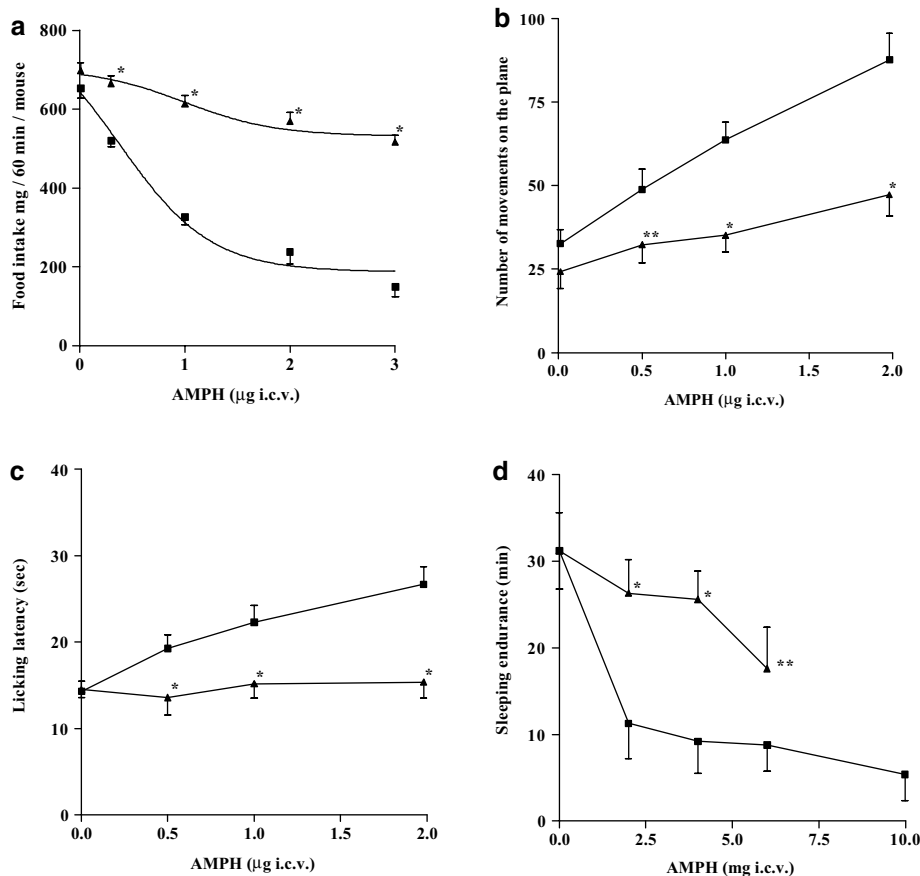 a
800
600
400
200
0
Food intake mg / 60 min / mouse
* * * *
0 1 2 3
AMPH (μg i.c.v.)
b
100
75
50
25
0
Number of movements on the plane
** * *
0.0 0.5 1.0 1.5 2.0
AMPH (μg i.c.v.)
c
40
30
20
10
0
Licking latency (sec)
* * *
0.0 0.5 1.0 2.0
AMPH (μg i.c.v.)
d
40
30
20
10
0
Sleeping endurance (min)
* * **
0.0 2.5 5.0 7.5 10.0
AMPH (mg i.c.v.)